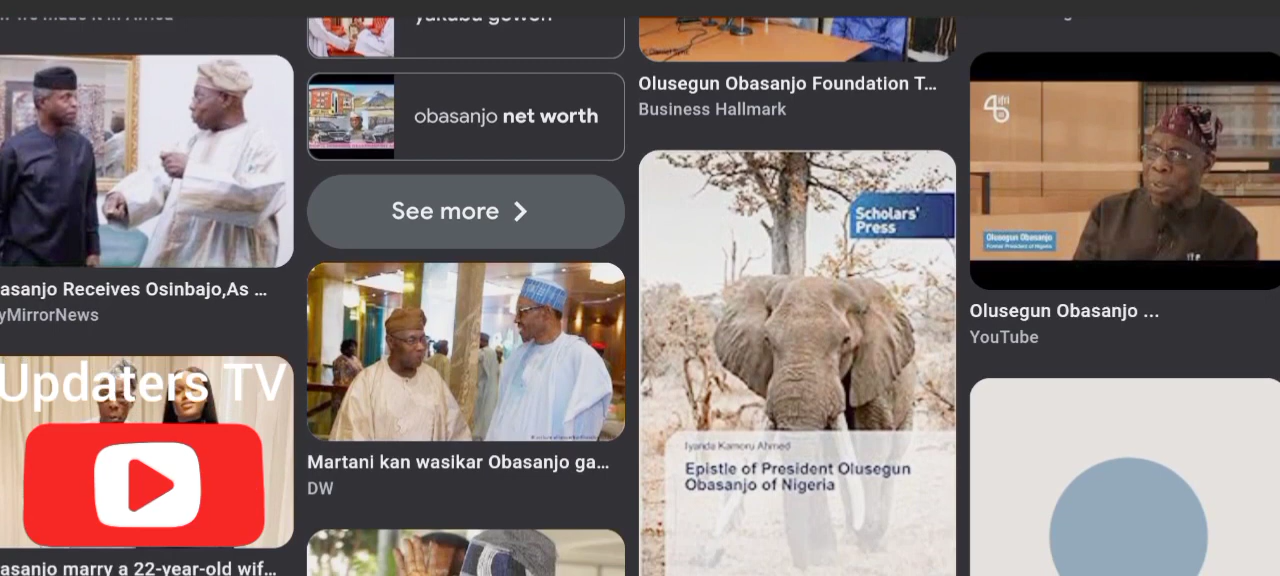 yakubu gowon
obasanjo net worth
See more
asanjo Receives Osinbajo,As ...
yMirrorNews
Updaters TV
asanjo marry a 22-year-old wif...
Martani kan wasikar Obasanjo ga...
DW
Olusegun Obasanjo Foundation T...
Business Hallmark
Scholars'
Press
Iyanda Kamoru Ahmed
Epistle of President Olusegun
Obasanjo of Nigeria
ifri
Olusegun Obasanjo
Former President of Nigeria
Olusegun Obasanjo ...
YouTube